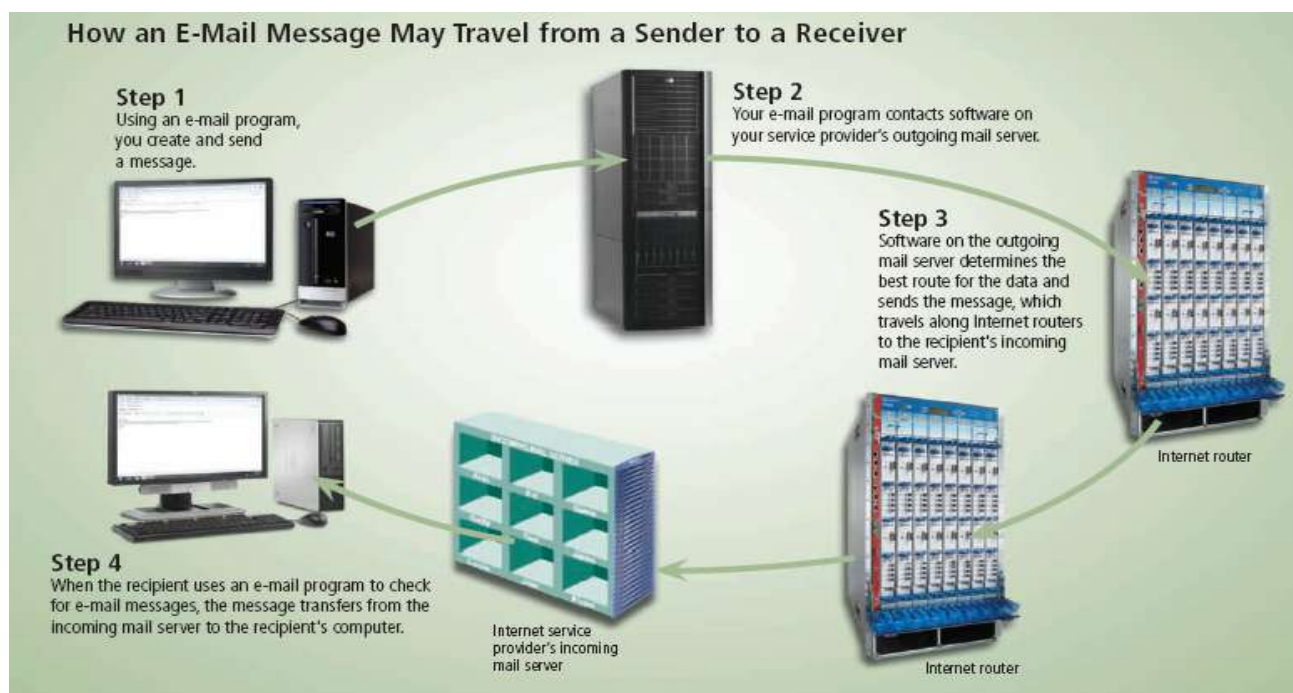 How an E-Mail Message May Travel from a Sender to a Receiver
Step 1
Using an e-mail program,
you create and send
a message.
Step 2
Your e-mail program contacts software on
your service provider's outgoing mail server.
Step 3
Software on the outgoing
mail server determines the
best route for the data and
sends the message, which
travels along Internet routers
to the recipient's incoming
mail server.
Internet router
Step 4
When the recipient uses an e-mail program to check
for e-mail messages, the message transfers from the
incoming mail server to the recipient's computer.
Internet service
provider's incoming
mail server
Internet router